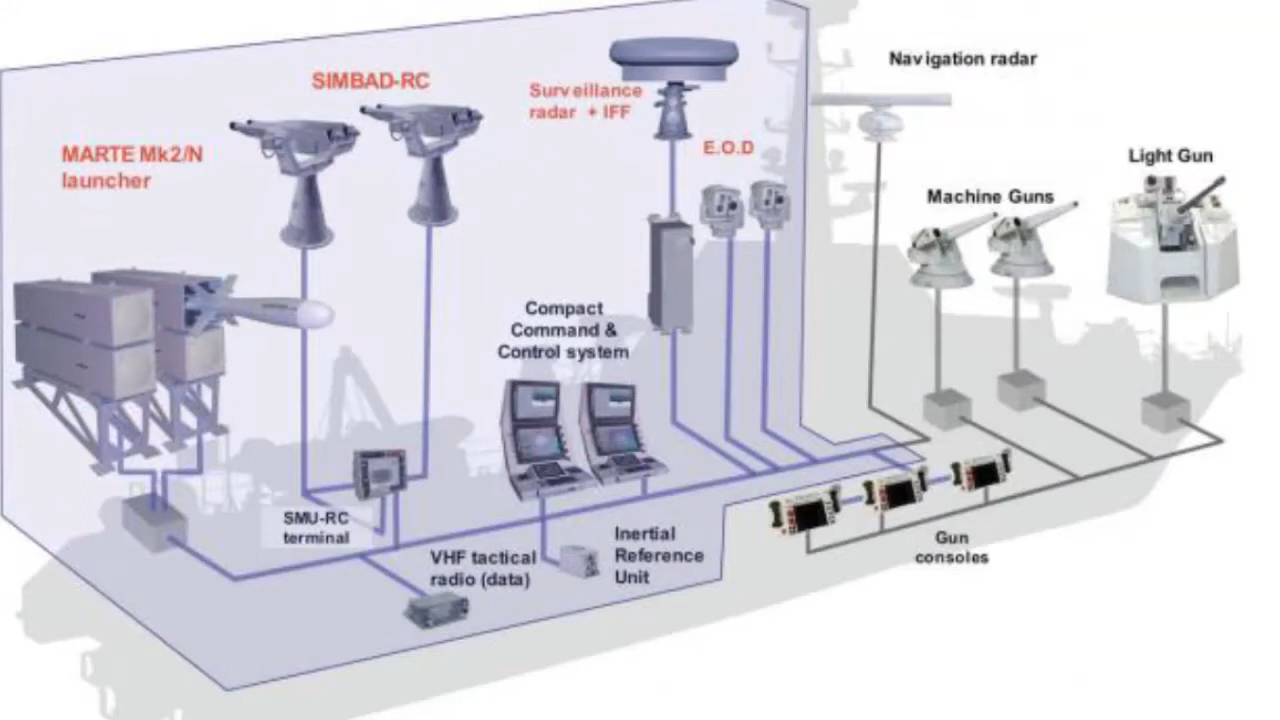 Navigation radar
SIMBAD-RC
Surveillance
radar + IFF
E.O.D
MARTE Mk2/N
launcher
Light Gun
Machine Guns
Compact
Command &
Control system
SMU-RC
terminal
VHF tactical
radio (data)
Inertial
Reference
Unit
Gun
consoles